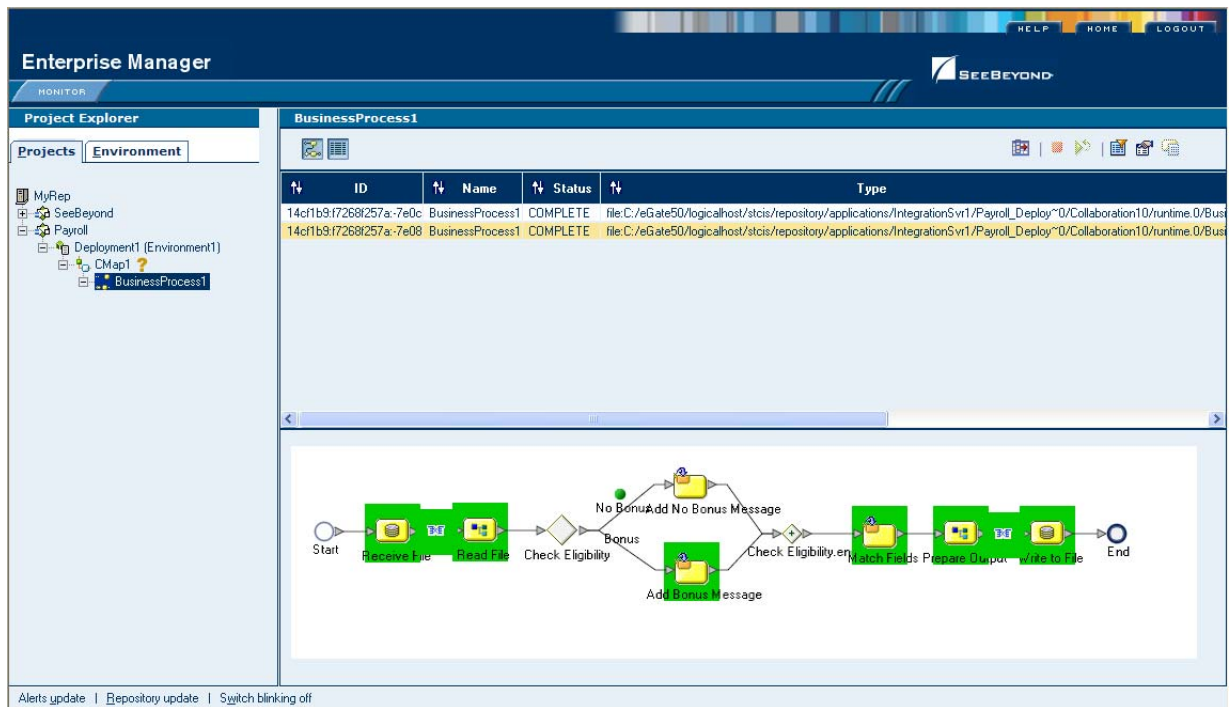 HELP HOME LOGOUT
Enterprise Manager
SEEBEYOND
MONITOR
Project Explorer
Projects Environment
MyRep
SeeBeyond
Payroll
Deployment1 (Environment1)
CMap1 ?
BusinessProcess1
BusinessProcess1
ID Name Status Type
14cf1b9:f7268f257a:-7e0c BusinessProcess1 COMPLETE file:C:/eGate50/logicalhost/stcis/repository/applications/IntegrationSvr1/Payroll_Deploy~0/Collaboration10/runtime.0/Busi
14cf1b9:f7268f257a:-7e08 BusinessProcess1 COMPLETE file:C:/eGate50/logicalhost/stcis/repository/applications/IntegrationSvr1/Payroll_Deploy~0/Collaboration10/runtime.0/Busi
No Bonus Add No Bonus Message
Start Receive File Read File Check Eligibility Bonus Check Eligibility.en Match Fields Prepare Output Write to File End
Add Bonus Message
Alerts update | Repository update | Switch blinking off